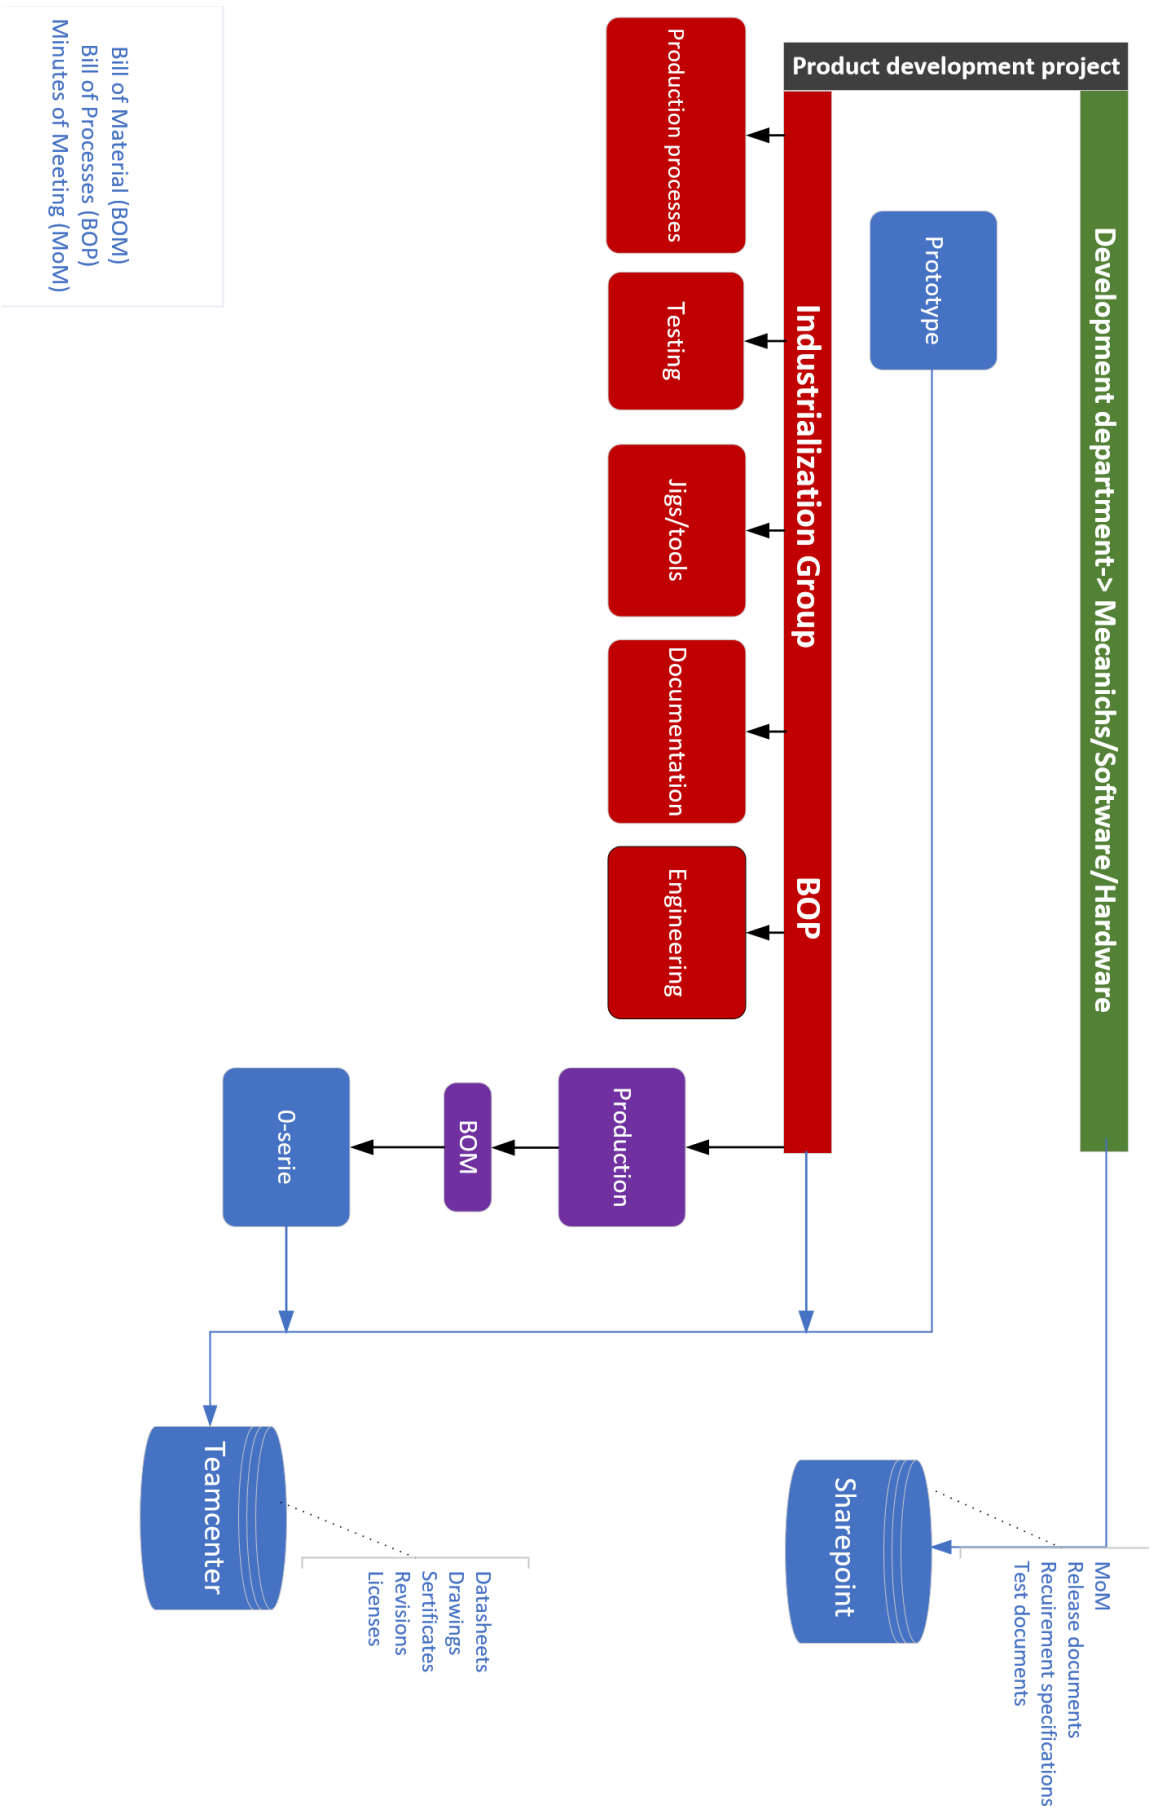 Product development project
Development department-> Mecanichs/Software/Hardware
Prototype
Industrialization Group
BOP
Production processes
Testing
Jigs/tools
Documentation
Engineering
Production
BOM
0-serie
Sharepoint
MoM
Release documents
Recuirement specifications
Test documents
Teamcenter
Datasheets
Drawings
Sertificates
Revisions
Licenses
Bill of Material (BOM)
Bill of Processes (BOP)
Minutes of Meeting (MoM)